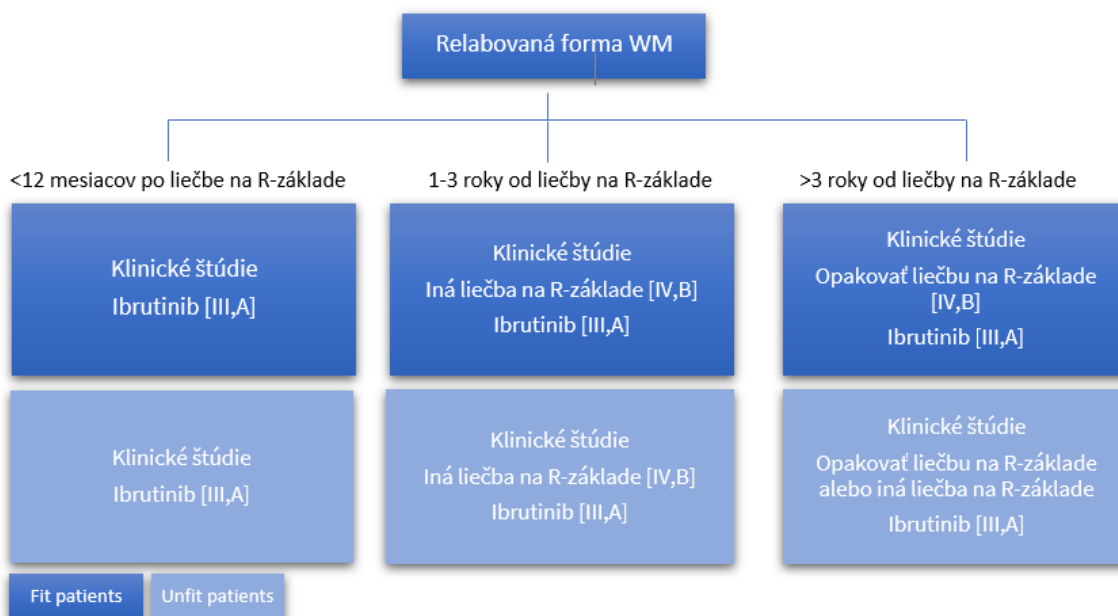 Relabovaná forma WM
<12 mesiacov po liečbe na R-základe
1-3 roky od liečby na R-základe
>3 roky od liečby na R-základe
Klinické štúdie
Ibrutinib [III,A]
Klinické štúdie
Iná liečba na R-základe [IV,B]
Ibrutinib [III,A]
Klinické štúdie
Opakovať liečbu na R-základe
[IV,B]
Ibrutinib [III,A]
Klinické štúdie
Ibrutinib [III,A]
Klinické štúdie
Iná liečba na R-základe [IV,B]
Ibrutinib [III,A]
Klinické štúdie
Opakovať liečbu na R-základe
alebo iná liečba na R-základe
Ibrutinib [III,A]
Fit patients
Unfit patients